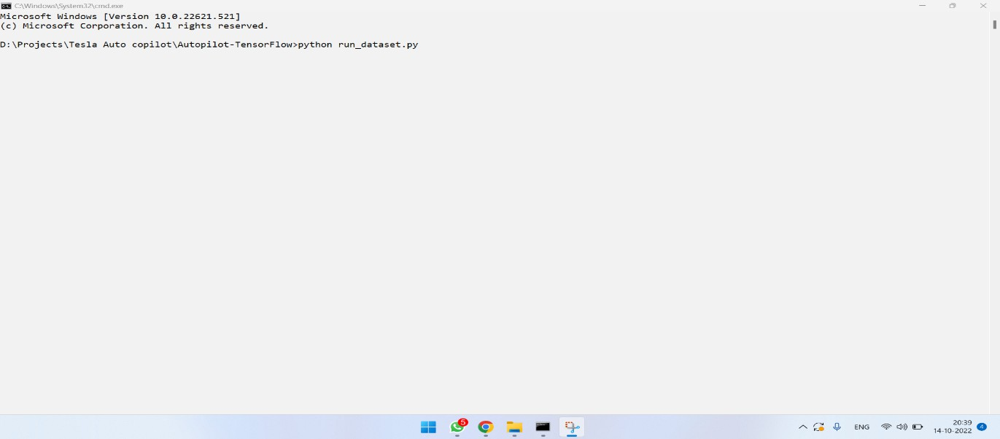 C:\Windows\System32\cmd.exe
Microsoft Windows [Version 10.0.22621.521]
(c) Microsoft Corporation. All rights reserved.
D:\Projects\Tesla Auto copilot\Autopilot-TensorFlow>python run_dataset.py
5
ENG
20:39
14-10-2022
4